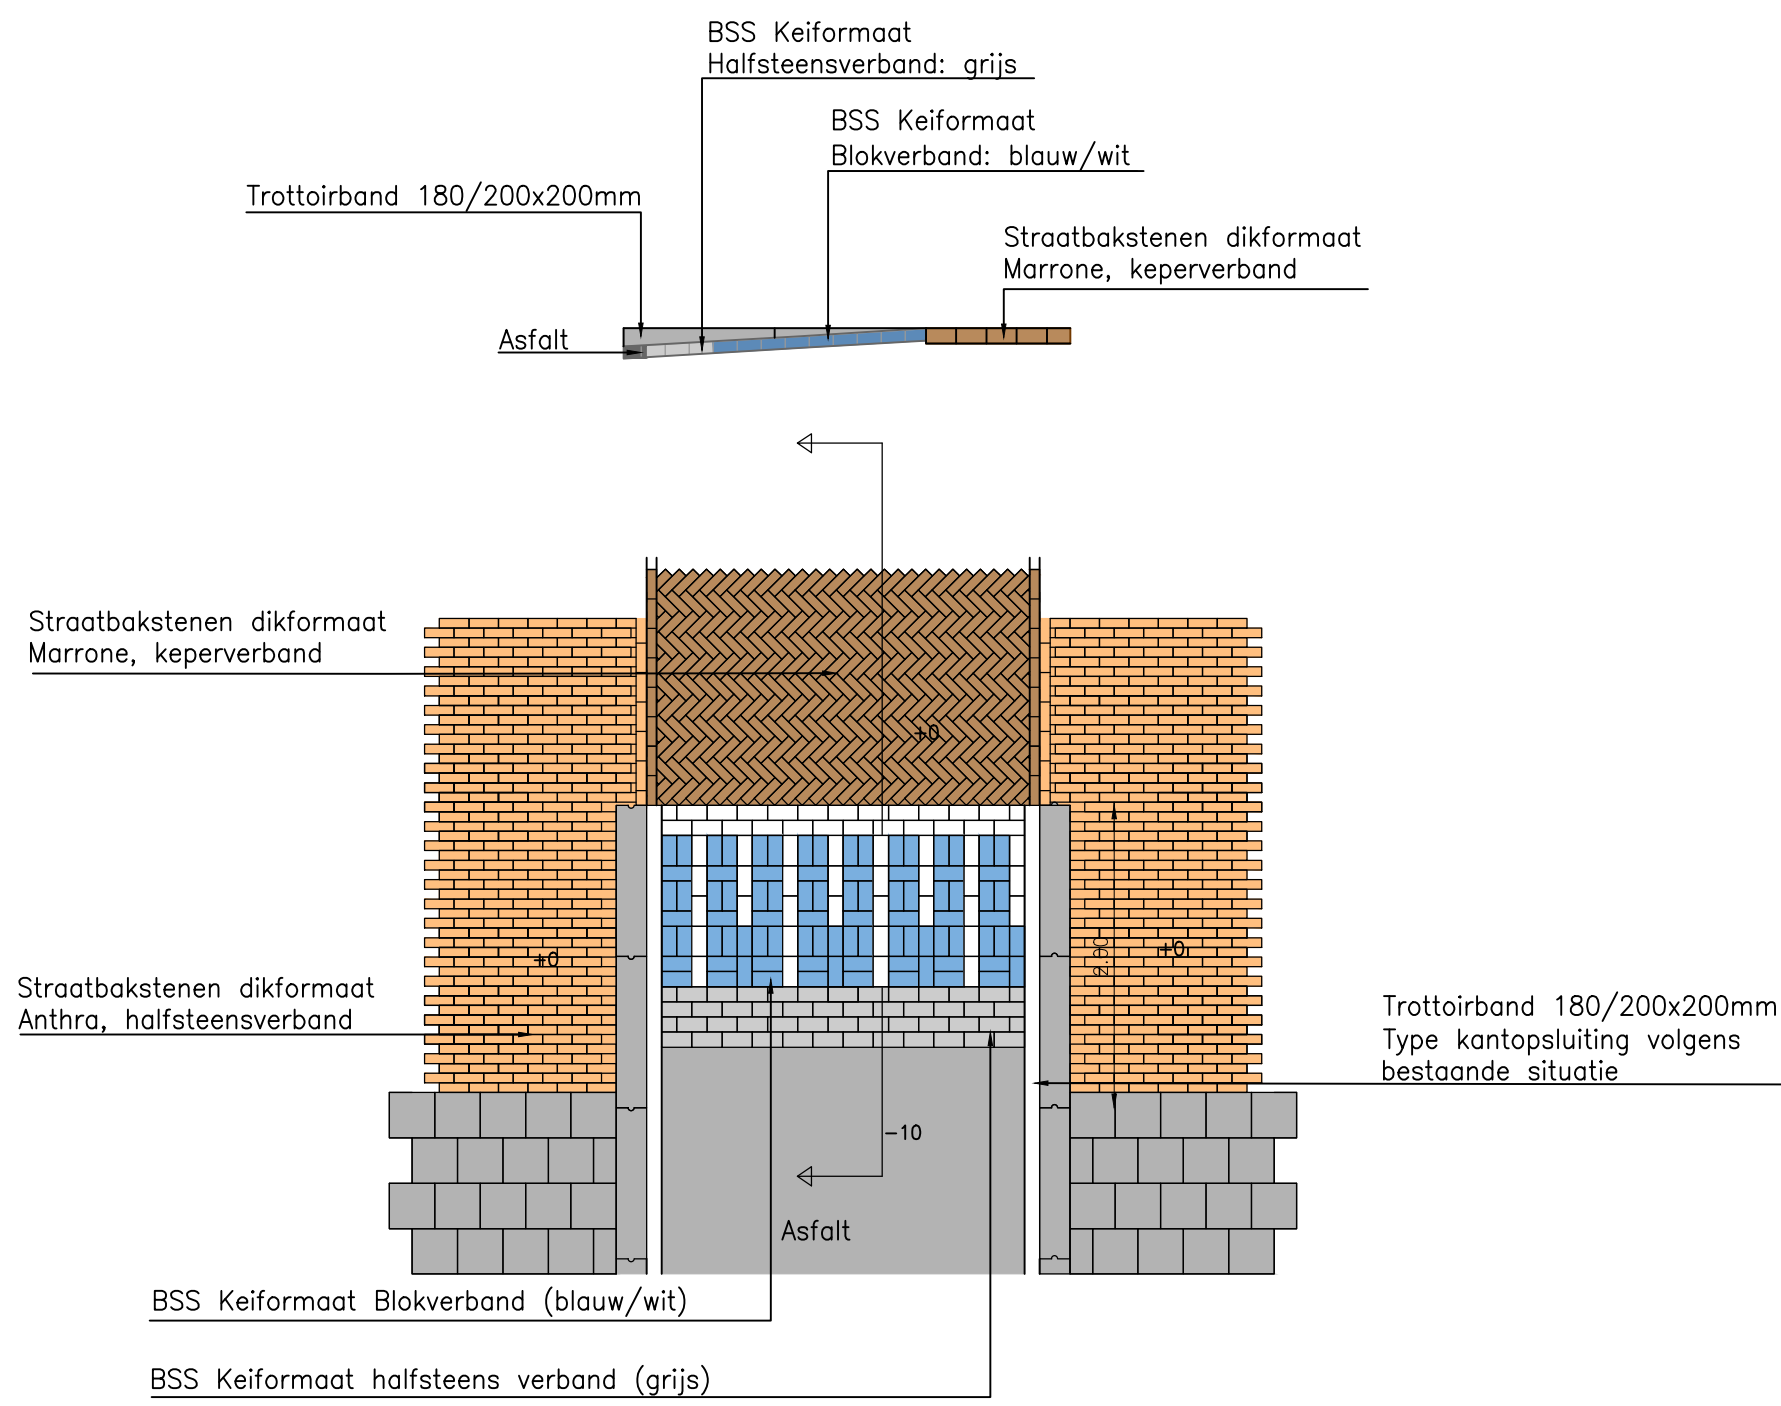 BSS Keiformaat
Halfsteensverband: grijs
BSS Keiformaat
Blokverband: blauw/wit
Trottoirband 180/200x200mm
Straatbakstenen dikformaat
Marrone, keperverband
Asfalt
Straatbakstenen dikformaat
Marrone, keperverband
+0
+0
+0
2.00
Straatbakstenen dikformaat
Anthra, halfsteensverband
Trottoirband 180/200x200mm
Type kantopsluiting volgens
bestaande situatie
-10
Asfalt
BSS Keiformaat Blokverband (blauw/wit)
BSS Keiformaat halfsteens verband (grijs)